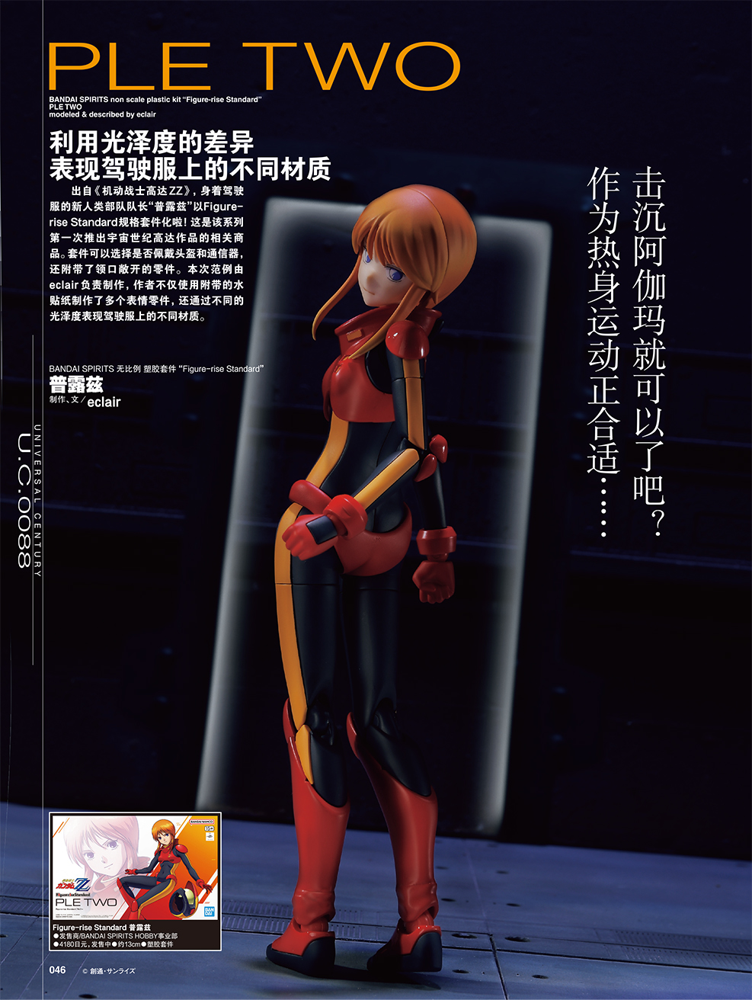 PLE TWO
BANDAI SPIRITS non scale plastic kit “Figure-rise Standard”
PLE TWO
modeled & described by eclair
利用光泽度的差异
表现驾驶服上的不同材质
出自《机动战士高达ZZ》，身着驾驶
服的新人类部队队长“普露兹”以Figure-
rise Standard规格套件化啦！这是该系列
第一次推出宇宙世纪高达作品的相关商
品。套件可以选择是否佩戴头盔和通信器，
还附带了领口敞开的零件。本次范例由
eclair负责制作，作者不仅使用附带的水
贴纸制作了多个表情零件，还通过不同的
光泽度表现驾驶服上的不同材质。
BANDAI SPIRITS 无比例 塑胶套件 “Figure-rise Standard”
普露兹
制作、文／eclair
击沉阿伽玛就可以了吧？
作为热身运动正合适……
UNIVERSAL CENTURY
U.C.0088
BANDAI NAMCO
15+
ガンダムZZ
Figure-rise Standard
PLE TWO
BAN
DAI
Figure-rise Standard 普露兹
●发售商/BANDAI SPIRITS HOBBY事业部
●4180日元，发售中●约13cm●塑胶套件
046
© 創通・サンライズ